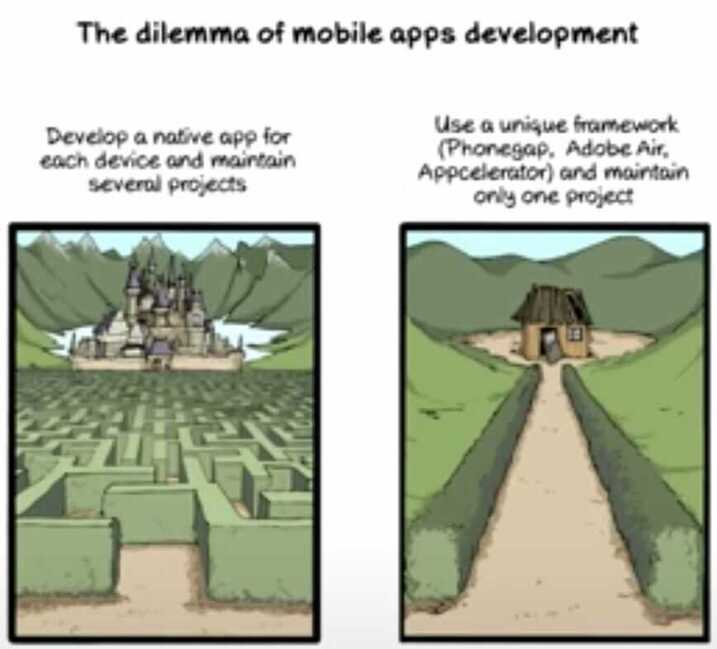 The dilemma of mobile apps development
Develop a native app for
each device and maintain
several projects
Use a unique framework
(Phonegap, Adobe Air,
Appcelerator) and maintain
only one project